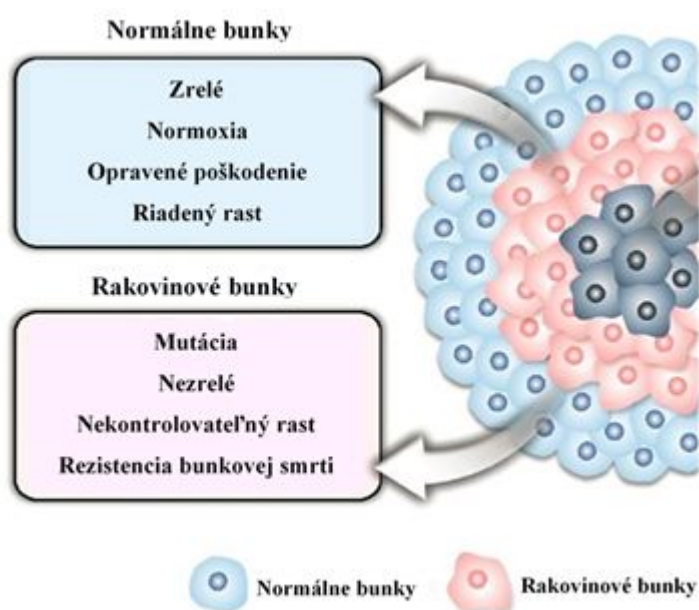 Normálne bunky
Zrelé
Normoxia
Opravené poškodenie
Riadený rast
Rakovinové bunky
Mutácia
Nezrelé
Nekontrolovateľný rast
Rezistencia bunkovej smrti
Normálne bunky
Rakovinové bunky